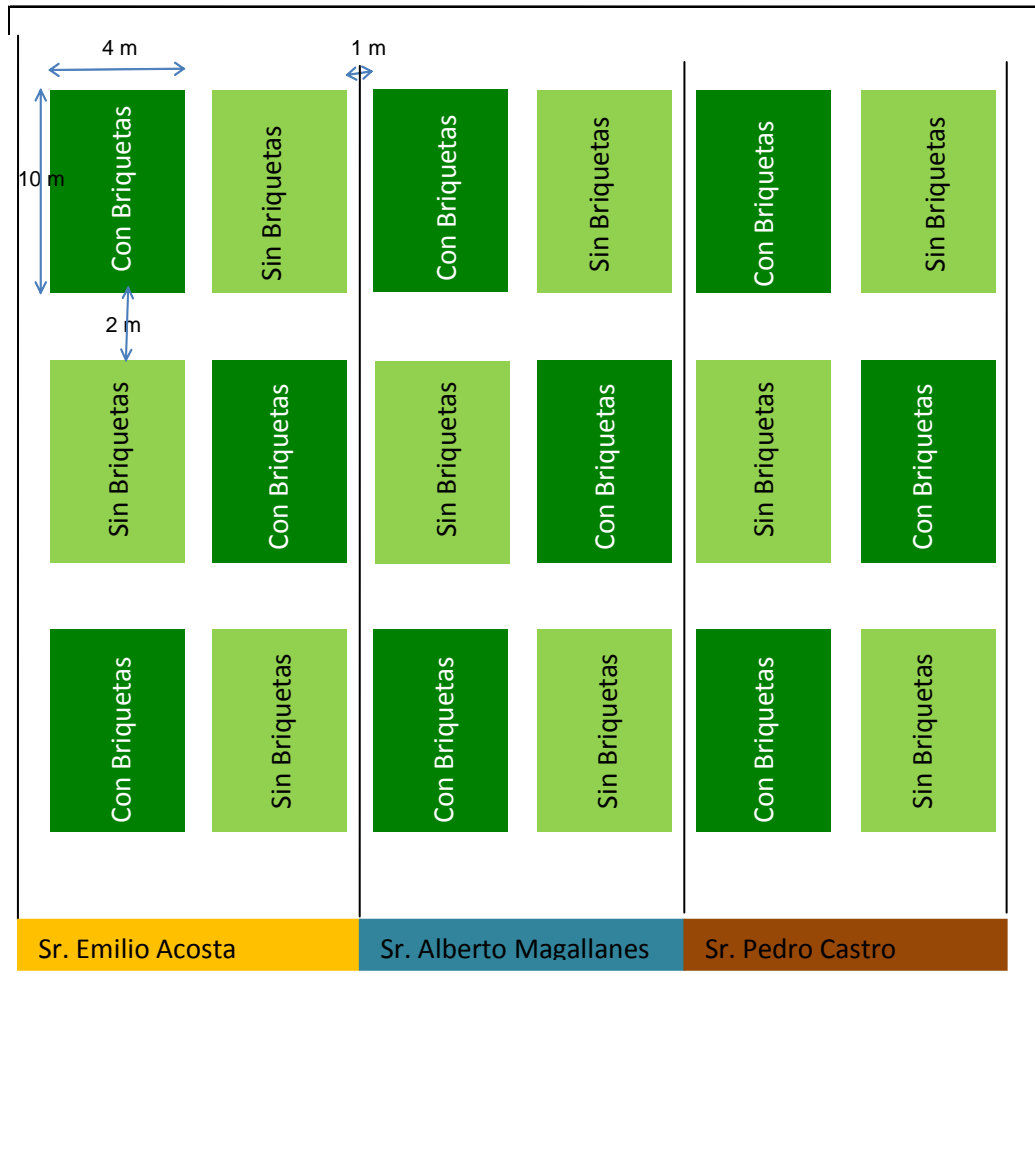 4 m
1 m
Con Briquetas
Sin Briquetas
Con Briquetas
Sin Briquetas
Con Briquetas
Sin Briquetas
10 m
2 m
Sin Briquetas
Con Briquetas
Sin Briquetas
Con Briquetas
Sin Briquetas
Con Briquetas
Con Briquetas
Sin Briquetas
Con Briquetas
Sin Briquetas
Con Briquetas
Sin Briquetas
Sr. Emilio Acosta
Sr. Alberto Magallanes
Sr. Pedro Castro